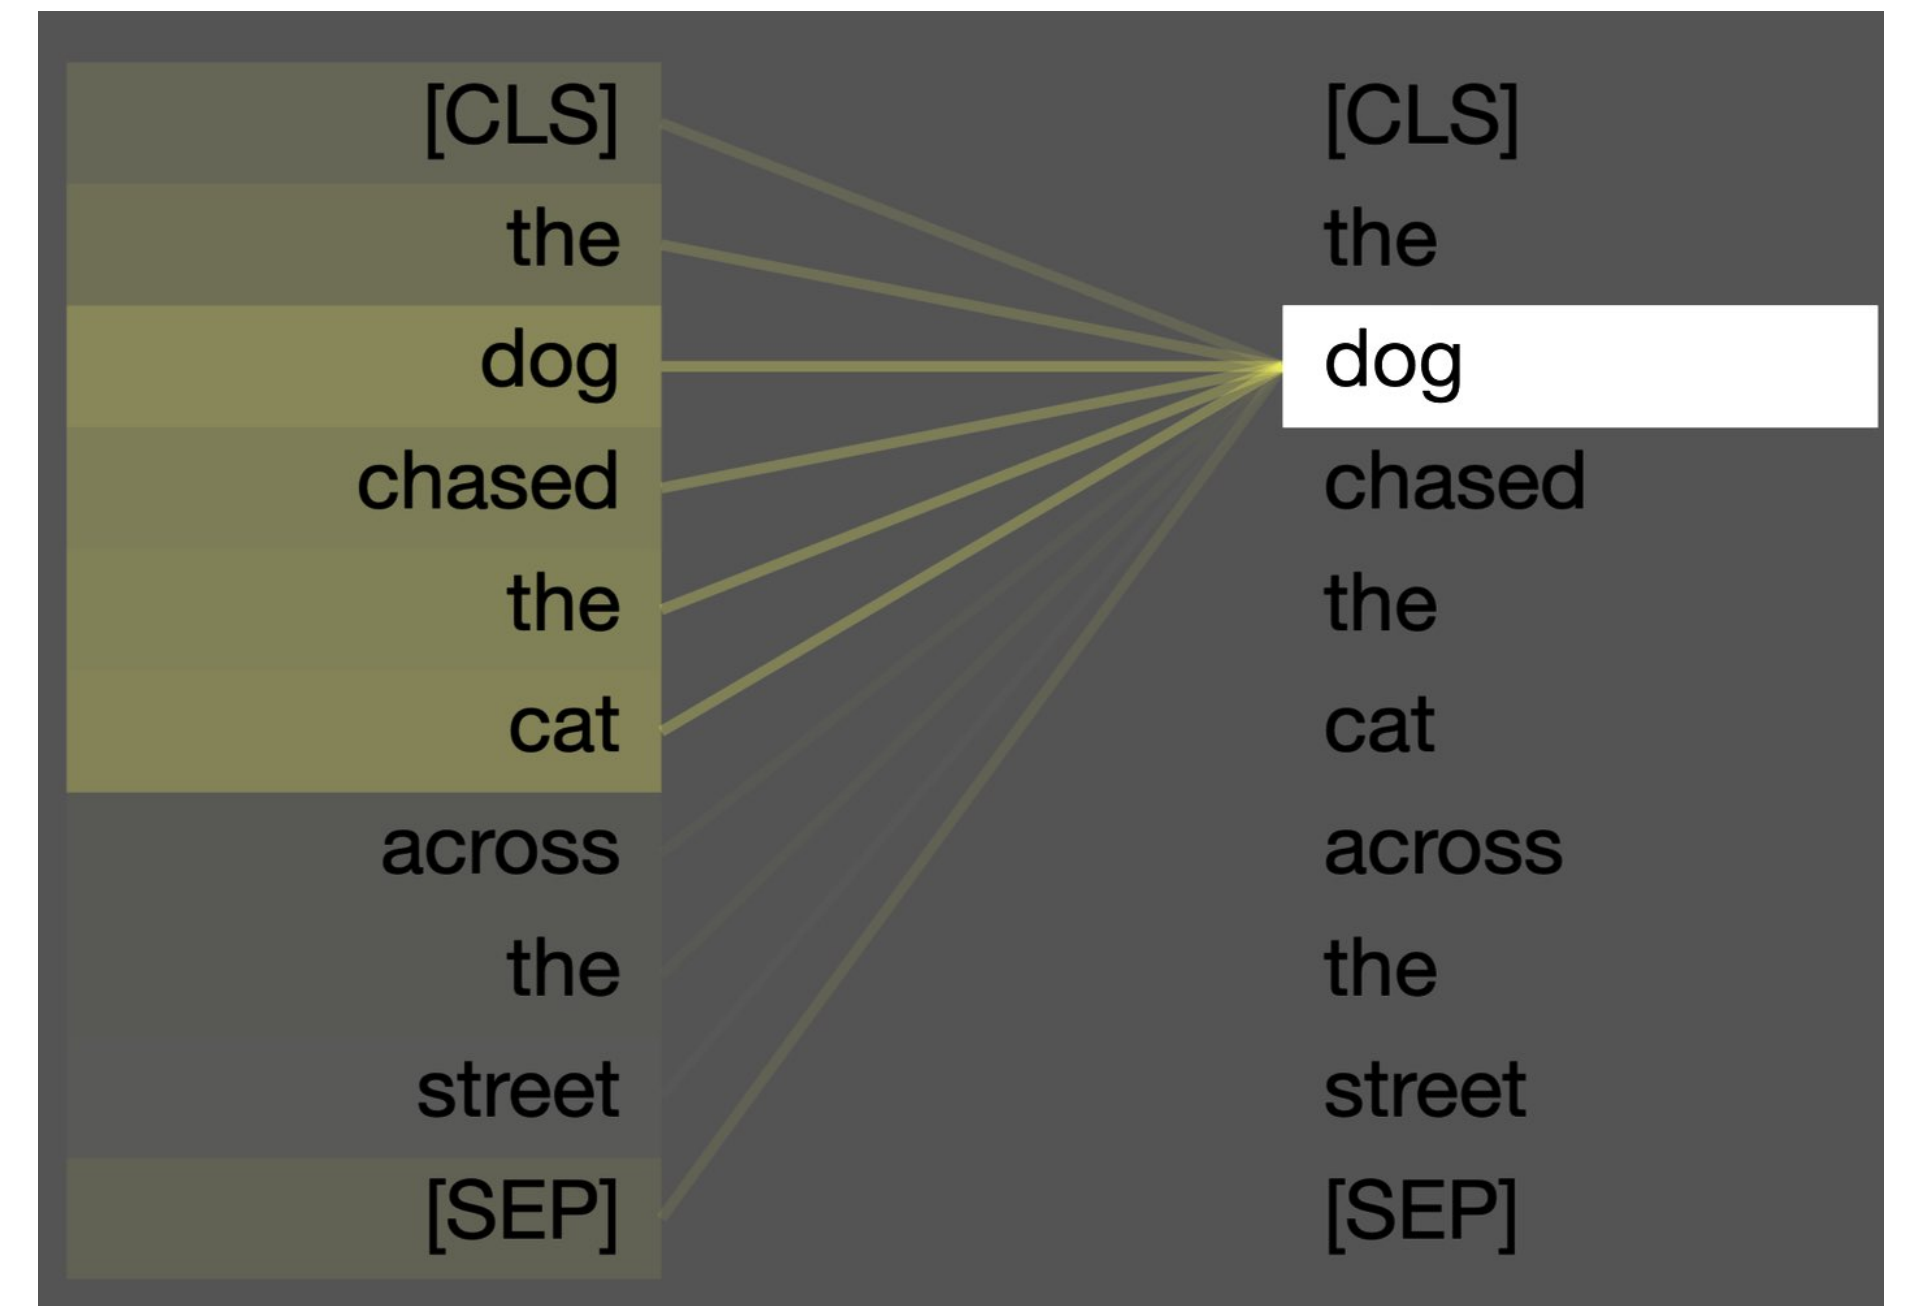 [CLS] [CLS]
the the
dog dog
chased chased
the the
cat cat
across across
the the
street street
[SEP] [SEP]